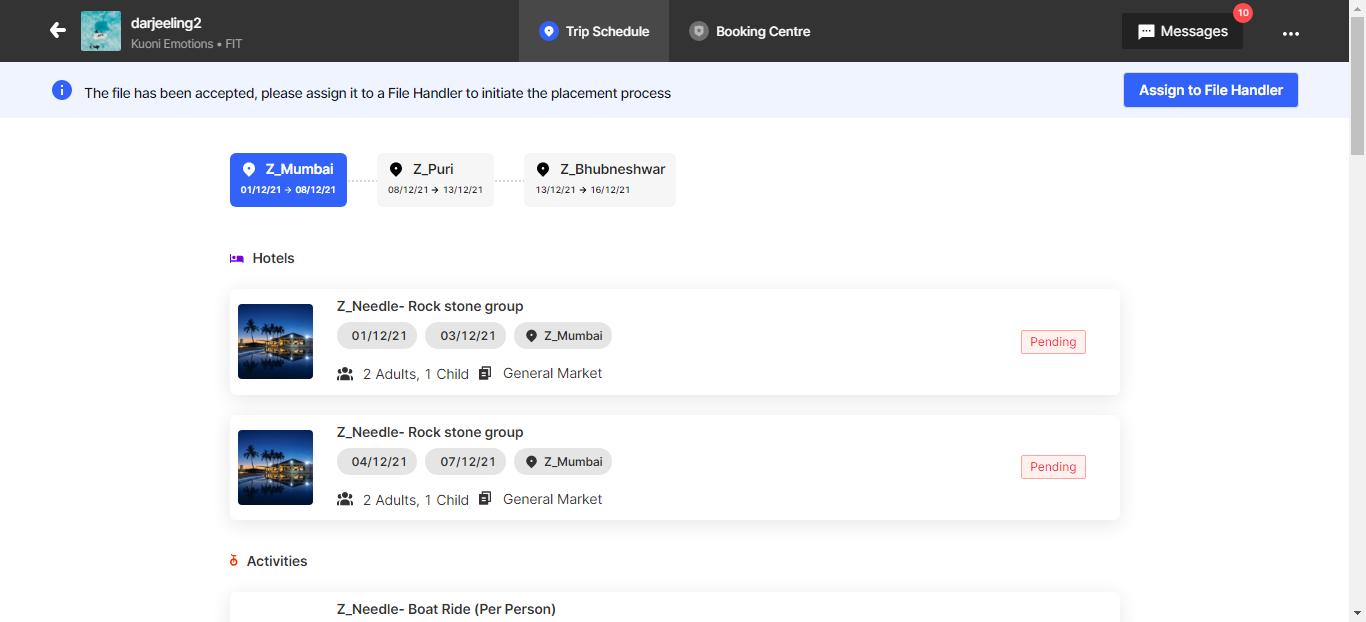 darjeeling2
Kuoni Emotions • FIT
Trip Schedule
Booking Centre
Messages
10
The file has been accepted, please assign it to a File Handler to initiate the placement process
Assign to File Handler
Z_Mumbai
01/12/21 → 08/12/21
Z_Puri
08/12/21 → 13/12/21
Z_Bhubneshwar
13/12/21 → 16/12/21
Hotels
Z_Needle- Rock stone group
01/12/21 03/12/21 Z_Mumbai
2 Adults, 1 Child General Market
Pending
Z_Needle- Rock stone group
04/12/21 07/12/21 Z_Mumbai
2 Adults, 1 Child General Market
Pending
Activities
Z_Needle- Boat Ride (Per Person)